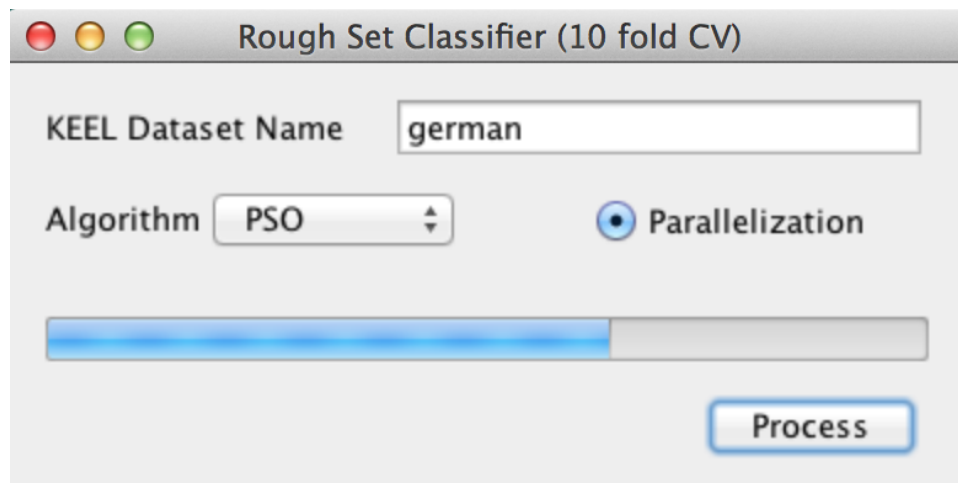 Rough Set Classifier (10 fold CV)
KEEL Dataset Name german
Algorithm PSO Parallelization
Process